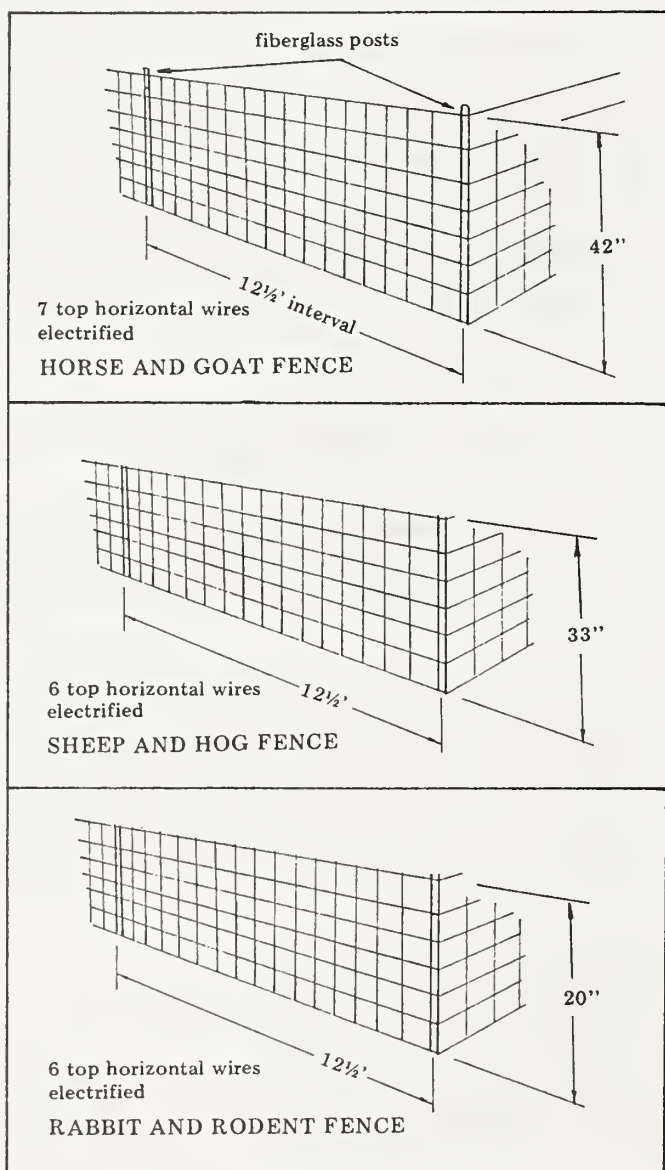 fiberglass posts
42"
12½' interval
7 top horizontal wires
electrified
HORSE AND GOAT FENCE
33"
12½'
6 top horizontal wires
electrified
SHEEP AND HOG FENCE
20"
12½'
6 top horizontal wires
electrified
RABBIT AND RODENT FENCE